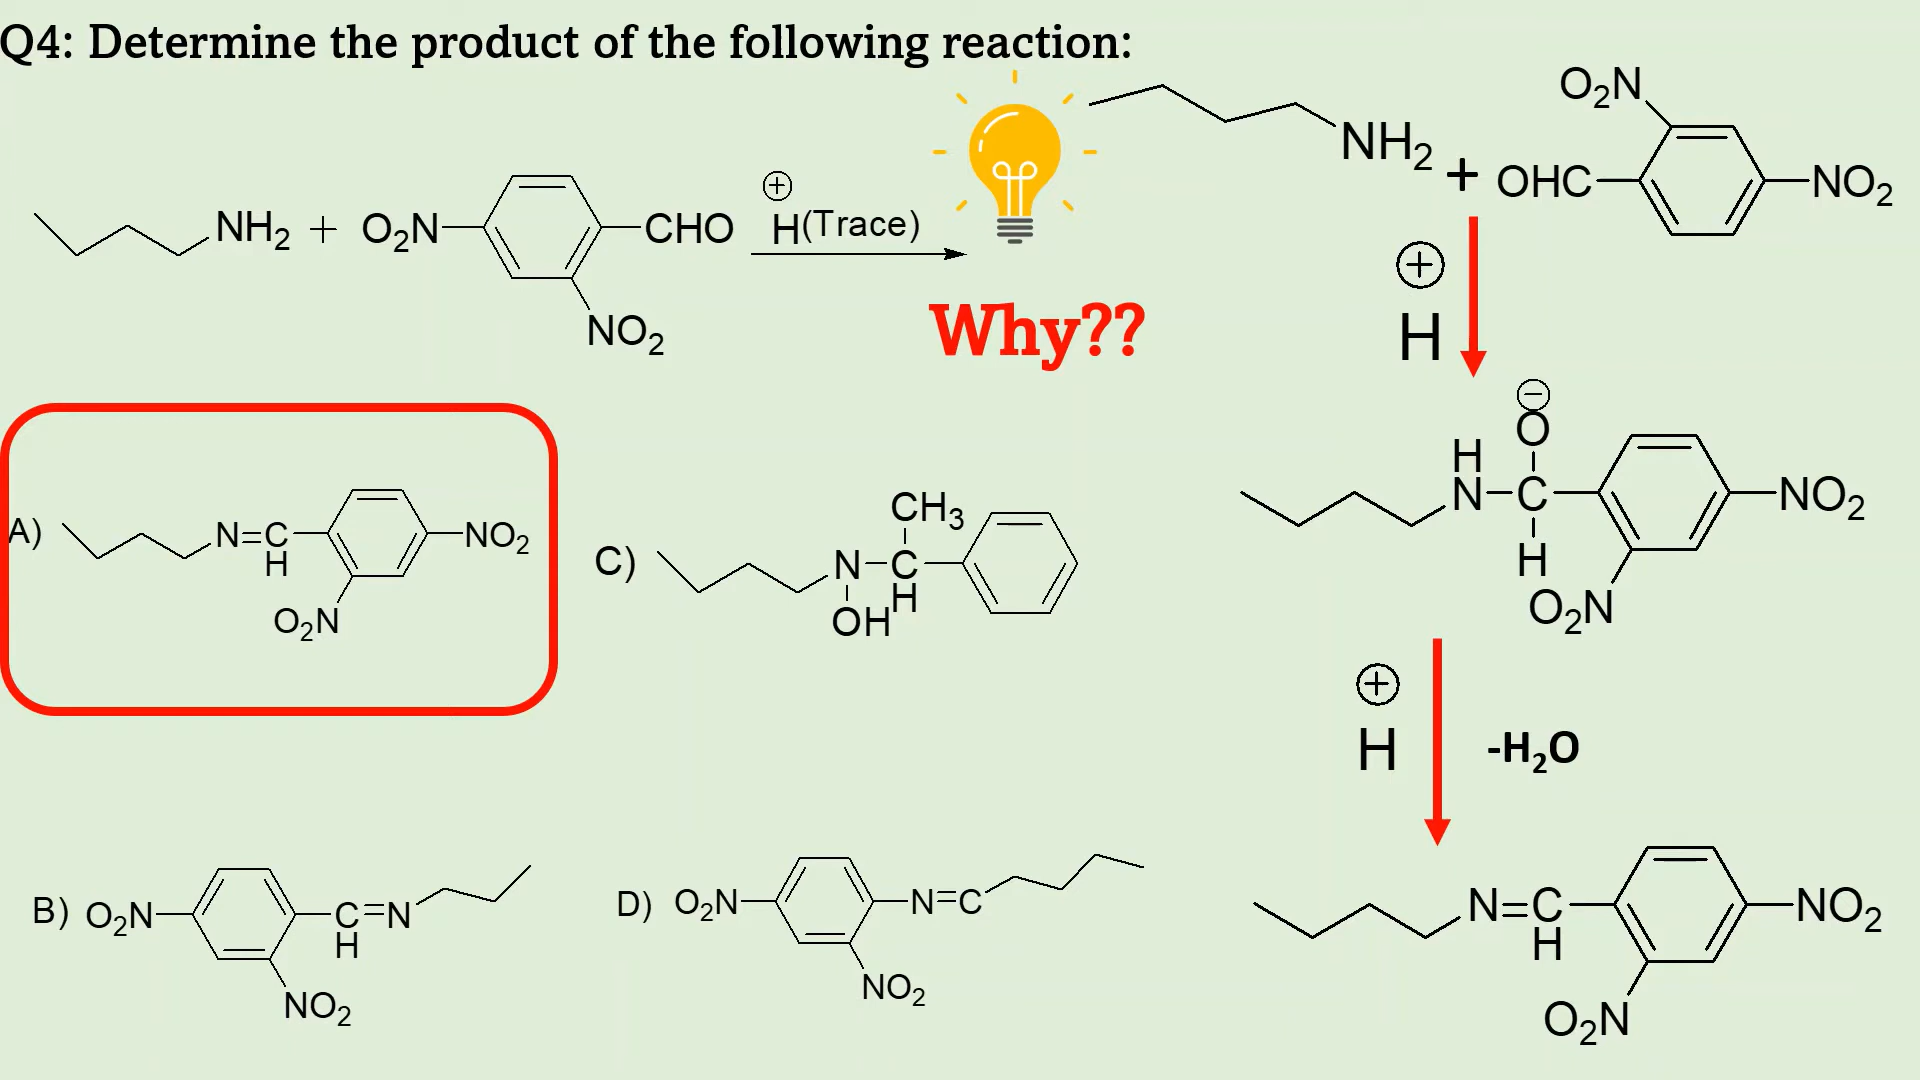 Q4: Determine the product of the following reaction:
NH2 + O2N CHO NO2
⊕
H(Trace)
Why??
A) N=C H NO2 O2N
C) N OH C H CH3
B) O2N C=N H NO2
D) O2N N=C NO2
NH2 + OHC O2N NO2
⊕
H
⊖
O
H
N C NO2
H
O2N
⊕
H
-H2O
N=C NO2
H
O2N